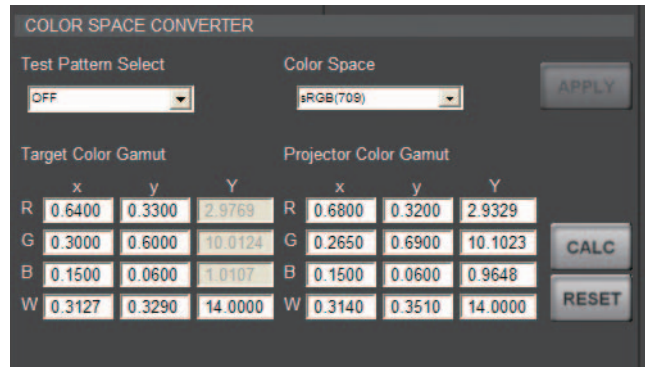 COLOR SPACE CONVERTER
Test Pattern Select Color Space
OFF sRGB(709) APPLY
Target Color Gamut Projector Color Gamut
x y Y x y Y
R 0.6400 0.3300 2.9769 R 0.6800 0.3200 2.9329
G 0.3000 0.6000 10.0124 G 0.2650 0.6900 10.1023 CALC
B 0.1500 0.0600 1.0107 B 0.1500 0.0600 0.9648
W 0.3127 0.3290 14.0000 W 0.3140 0.3510 14.0000 RESET